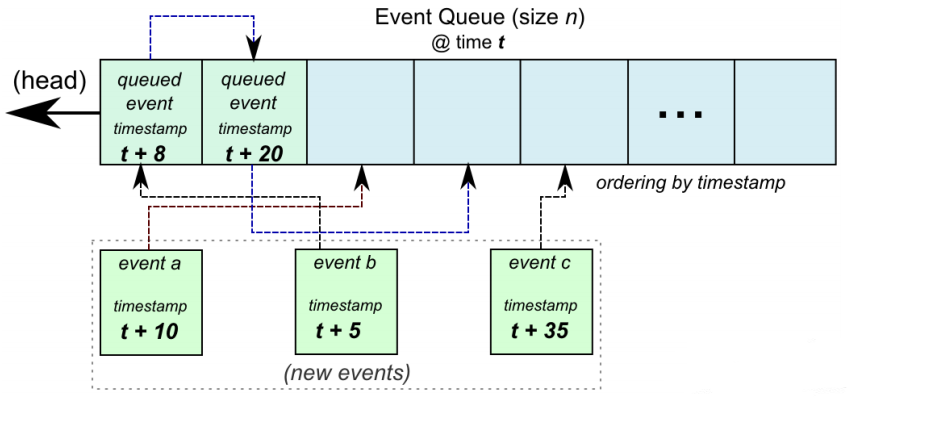 Event Queue (size n)
@ time t
(head)
queued
event
timestamp
t + 8
queued
event
timestamp
t + 20
...
ordering by timestamp
event a
timestamp
t + 10
event b
timestamp
t + 5
event c
timestamp
t + 35
(new events)